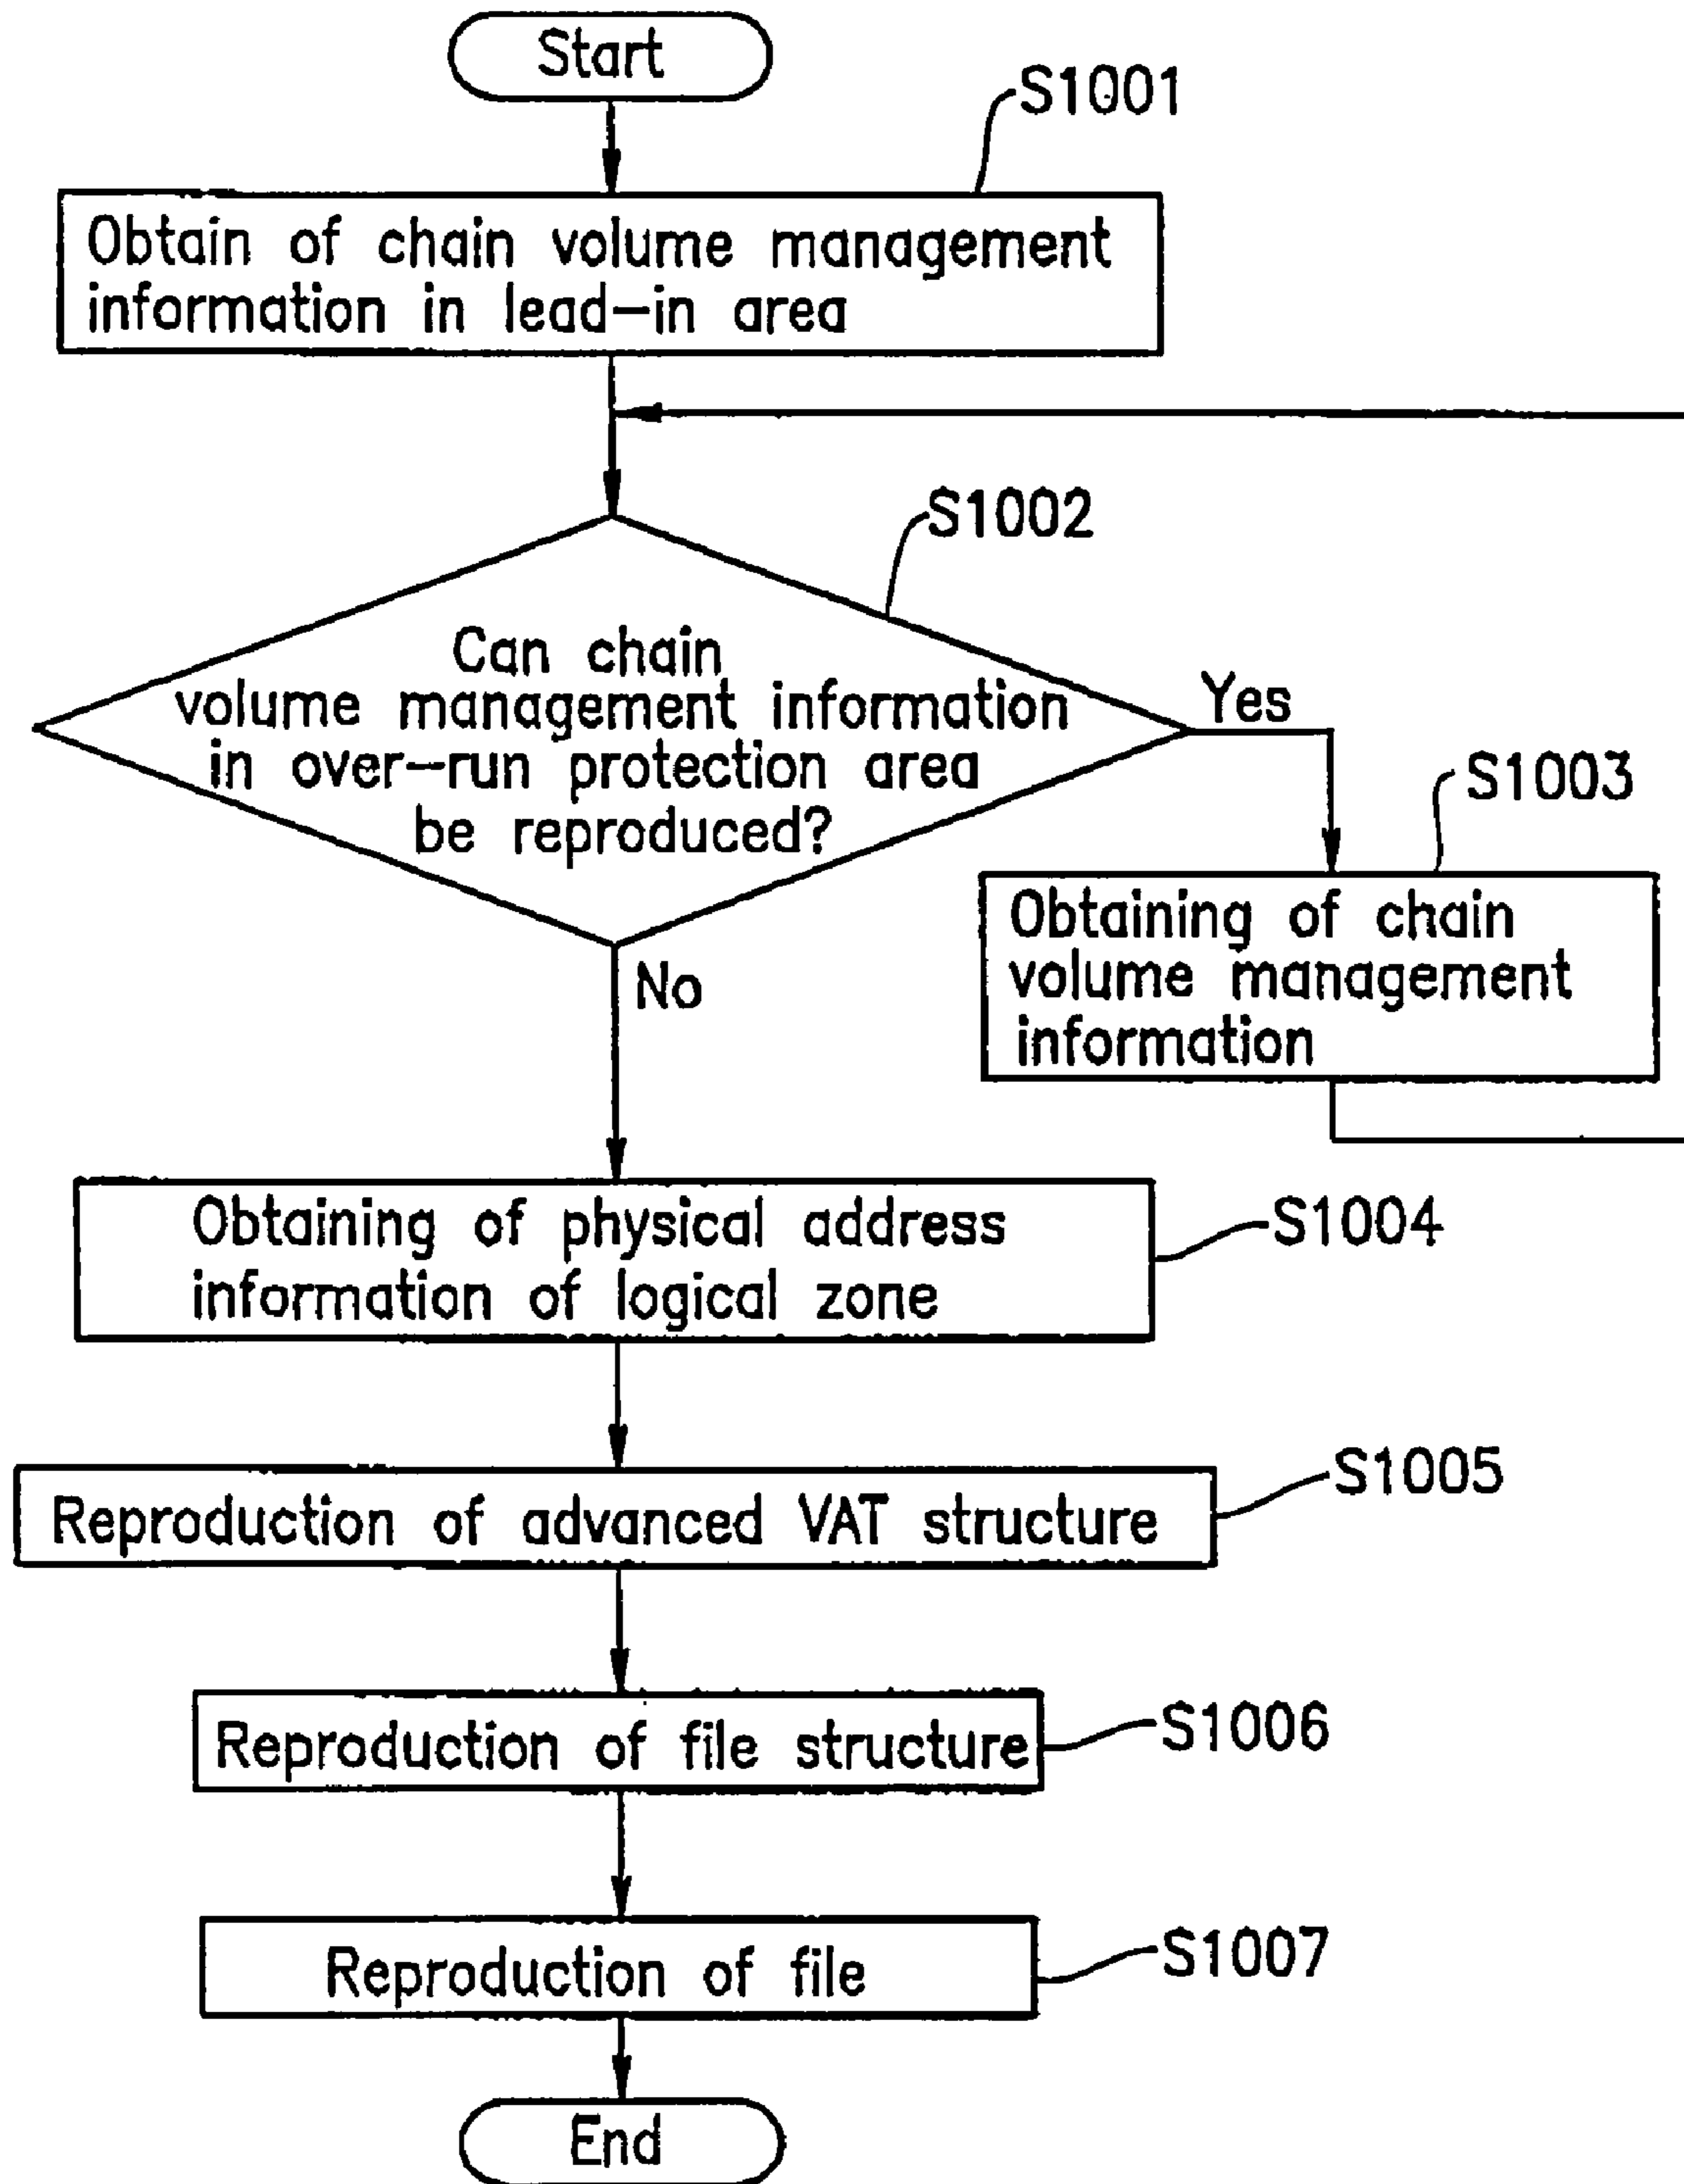 Start
S1001
Obtain of chain volume management
information in lead-in area
S1002
Can chain
volume management information
in over-run protection area
be reproduced?
Yes
S1003
Obtaining of chain
volume management
information
No
Obtaining of physical address
information of logical zone
S1004
Reproduction of advanced VAT structure
S1005
Reproduction of file structure
S1006
Reproduction of file
S1007
End